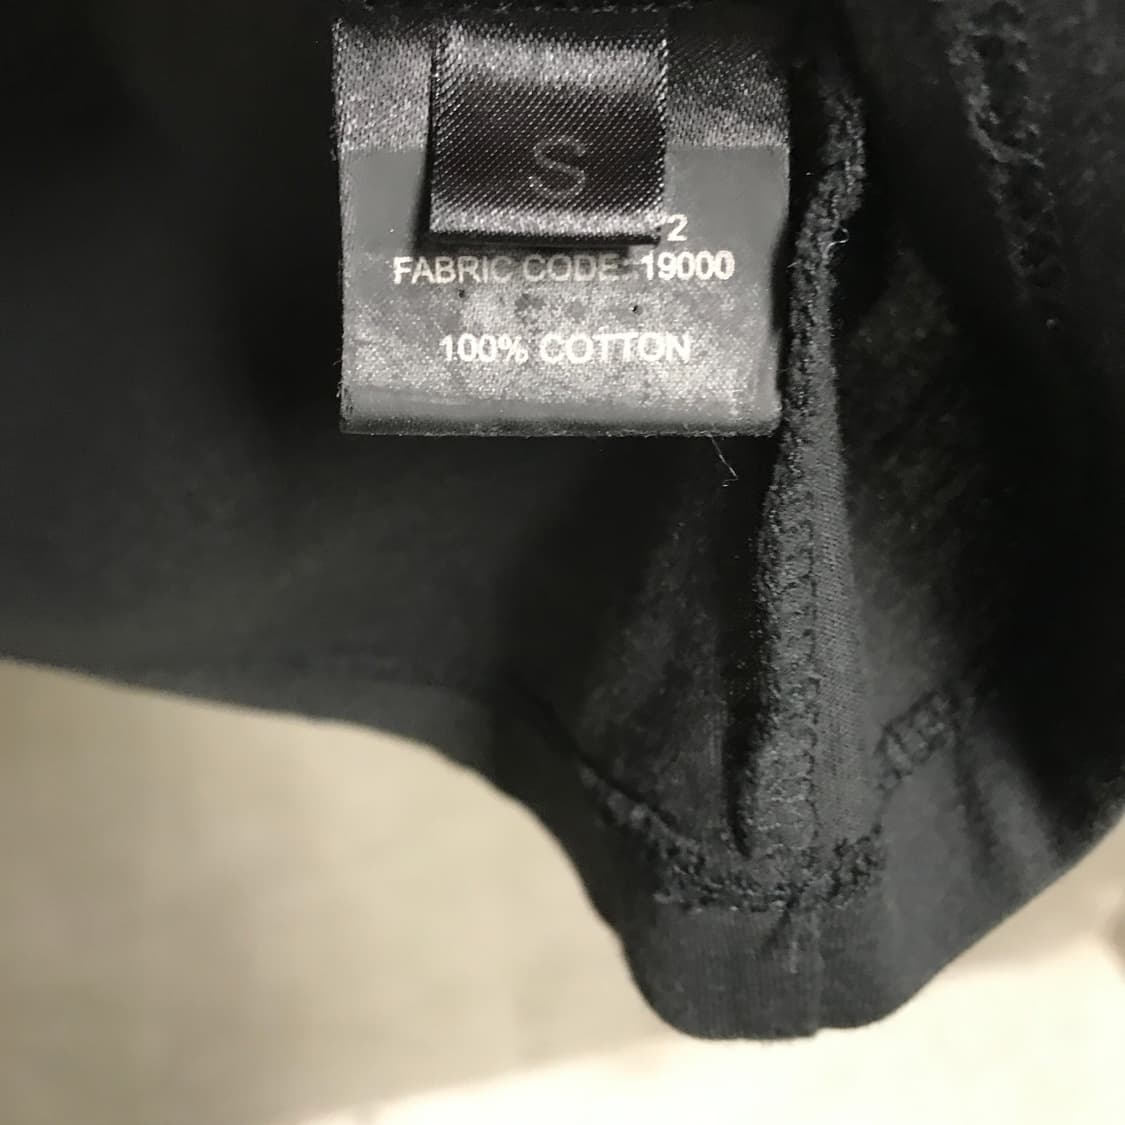 S
2
FABRIC CODE: 19000
100% COTTON